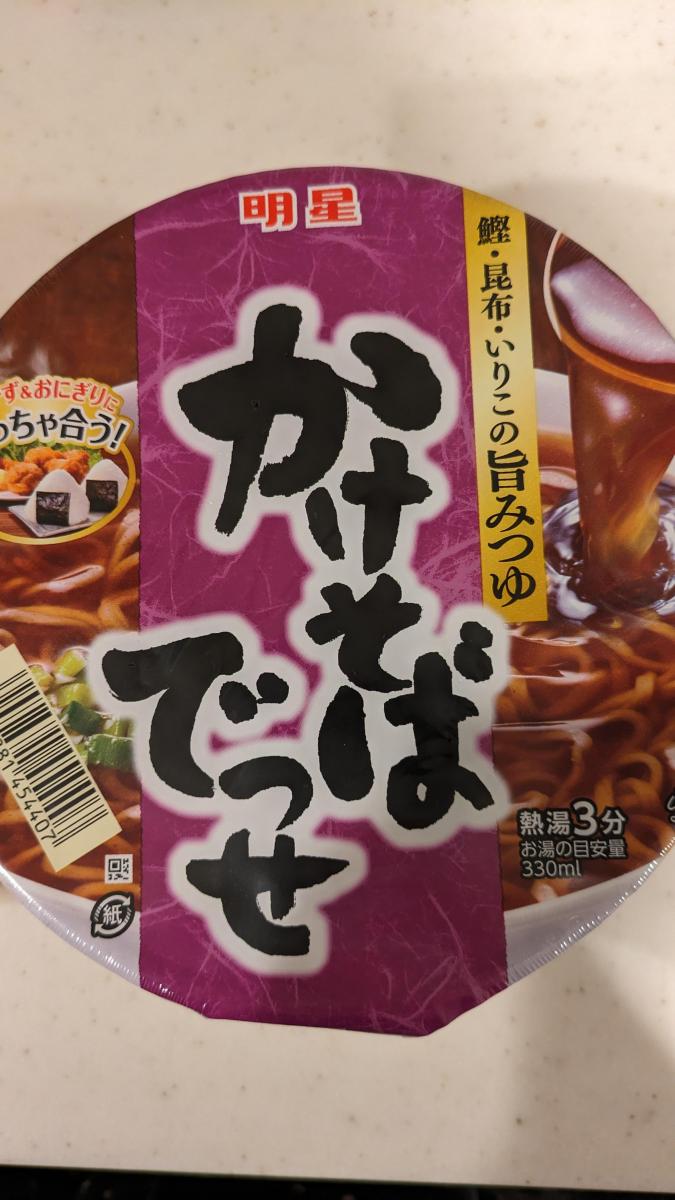 明星
鰹・昆布・いりこの旨みつゆ
かけそば
でっせ
ず&おにぎりに
っちゃ合う!
熱湯3分
お湯の目安量
330ml
81454407
紙